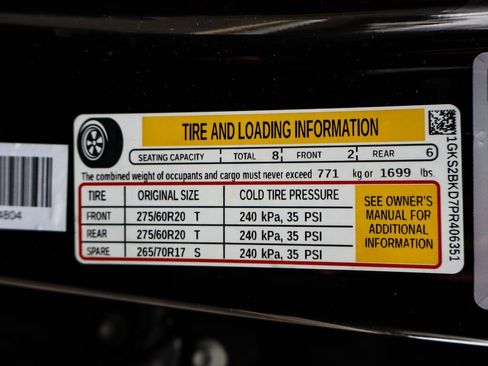 TIRE AND LOADING INFORMATION
SEATING CAPACITY TOTAL 8 FRONT 2 REAR 6
The combined weight of occupants and cargo must never exceed 771 kg or 1699 lbs.
TIRE ORIGINAL SIZE COLD TIRE PRESSURE
FRONT 275/60R20 T 240 kPa, 35 PSI
REAR 275/60R20 T 240 kPa, 35 PSI
SPARE 265/70R17 S 240 kPa, 35 PSI
SEE OWNER'S
MANUAL FOR
ADDITIONAL
INFORMATION
1GKS2BKD7PR406351